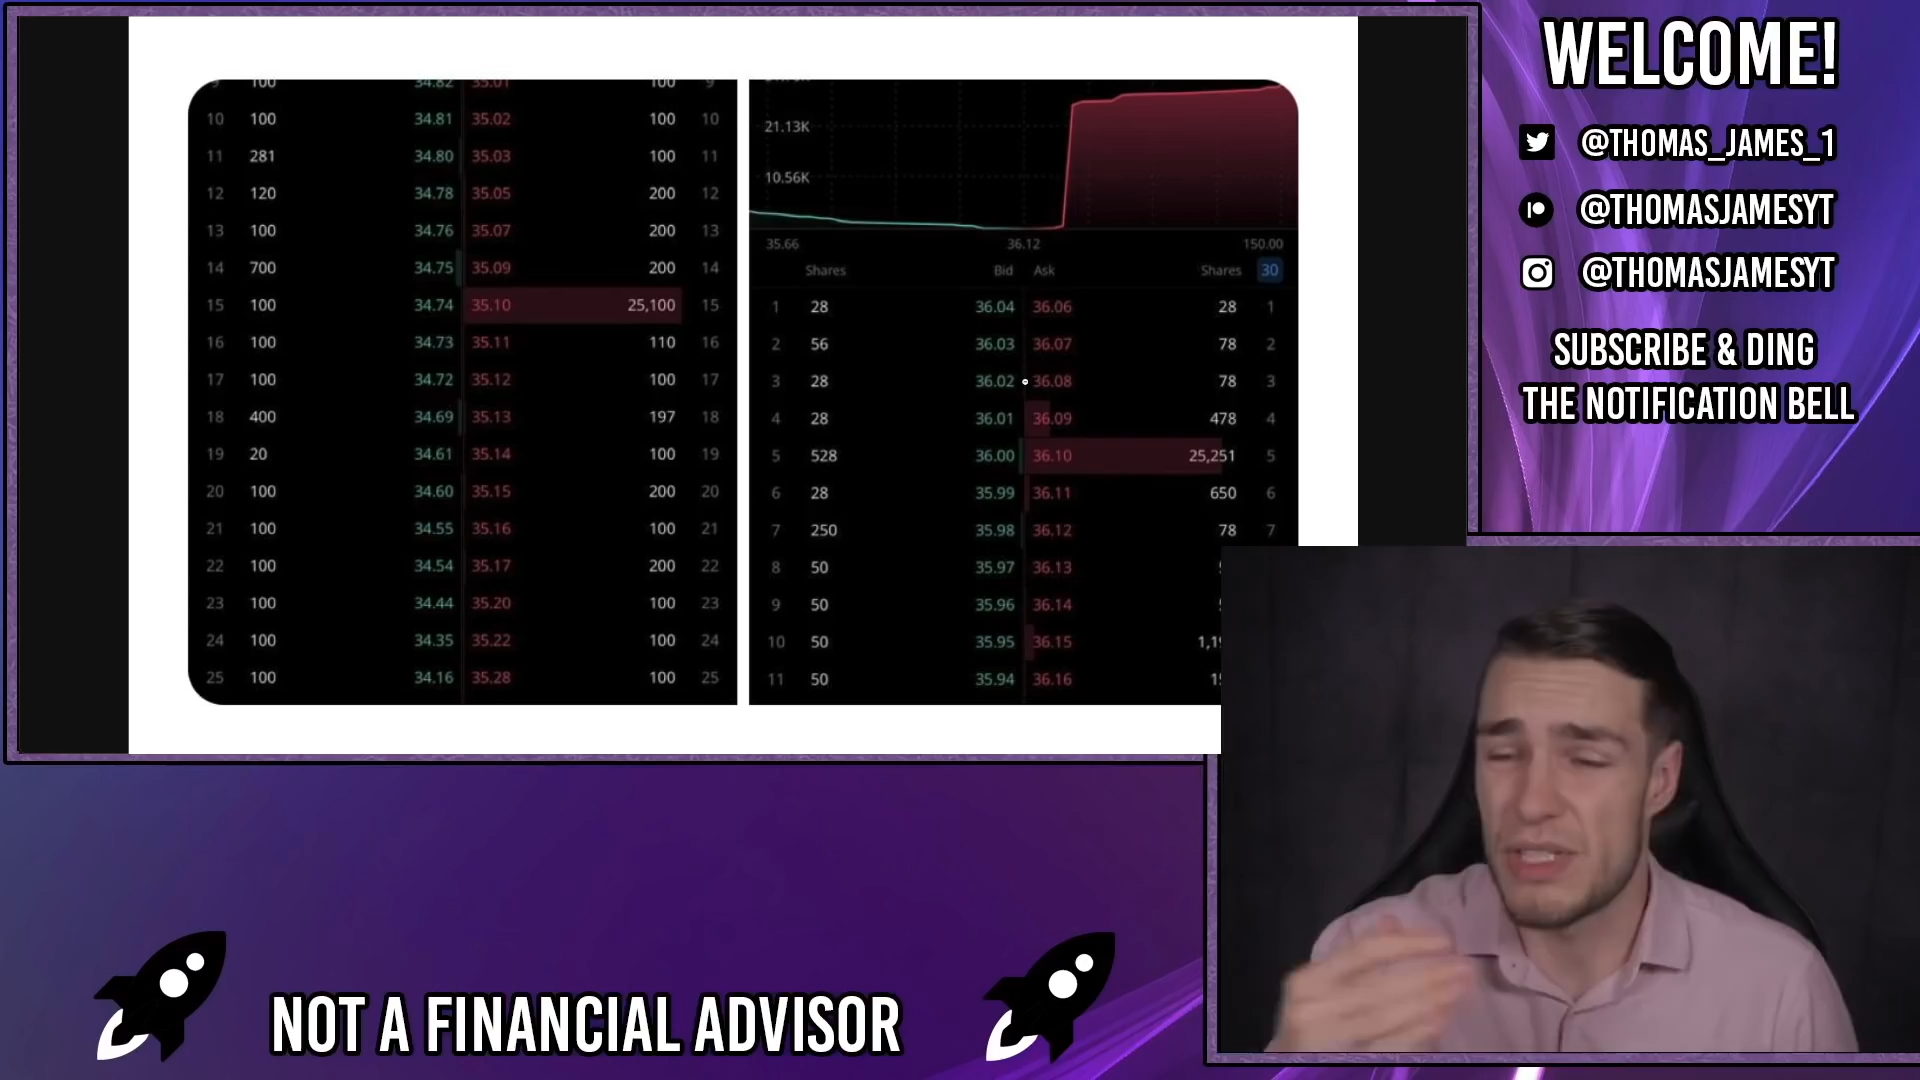 9 100 34.82 35.01 100 9
10 100 34.81 35.02 100 10
11 281 34.80 35.03 100 11
12 120 34.78 35.05 200 12
13 100 34.76 35.07 200 13
14 700 34.75 35.09 200 14
15 100 34.74 35.10 25,100 15
16 100 34.73 35.11 110 16
17 100 34.72 35.12 100 17
18 400 34.69 35.13 197 18
19 20 34.61 35.14 100 19
20 100 34.60 35.15 200 20
21 100 34.55 35.16 100 21
22 100 34.54 35.17 200 22
23 100 34.44 35.20 100 23
24 100 34.35 35.22 100 24
25 100 34.16 35.28 100 25
21.13K
10.56K
35.66 36.12 150.00
Shares Bid Ask Shares 30
1 28 36.04 36.06 28 1
2 56 36.03 36.07 78 2
3 28 36.02 36.08 78 3
4 28 36.01 36.09 478 4
5 528 36.00 36.10 25,251 5
6 28 35.99 36.11 650 6
7 250 35.98 36.12 78 7
8 50 35.97 36.13
9 50 35.96 36.14
10 50 35.95 36.15
11 50 35.94 36.16
WELCOME!
@THOMAS_JAMES_1
@THOMASJAMESYT
@THOMASJAMESYT
SUBSCRIBE & DING
THE NOTIFICATION BELL
NOT A FINANCIAL ADVISOR